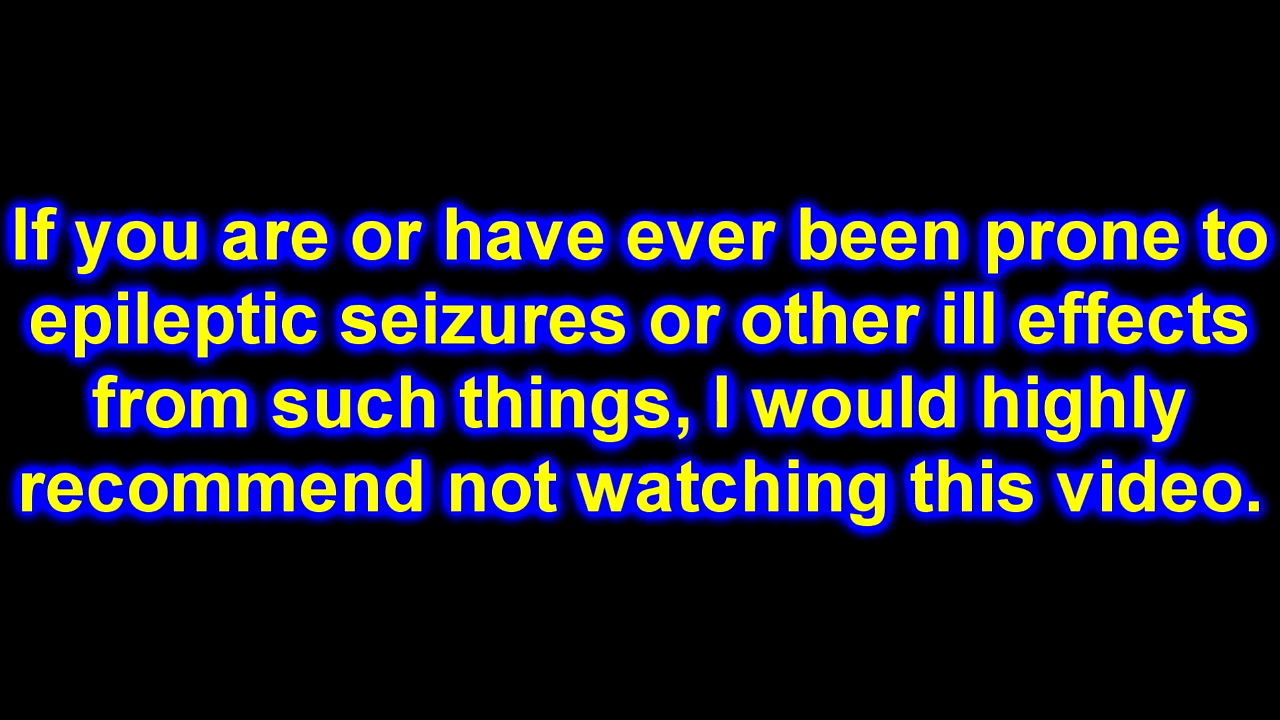 If you are or have ever been prone to
epileptic seizures or other ill effects
from such things, I would highly
recommend not watching this video.